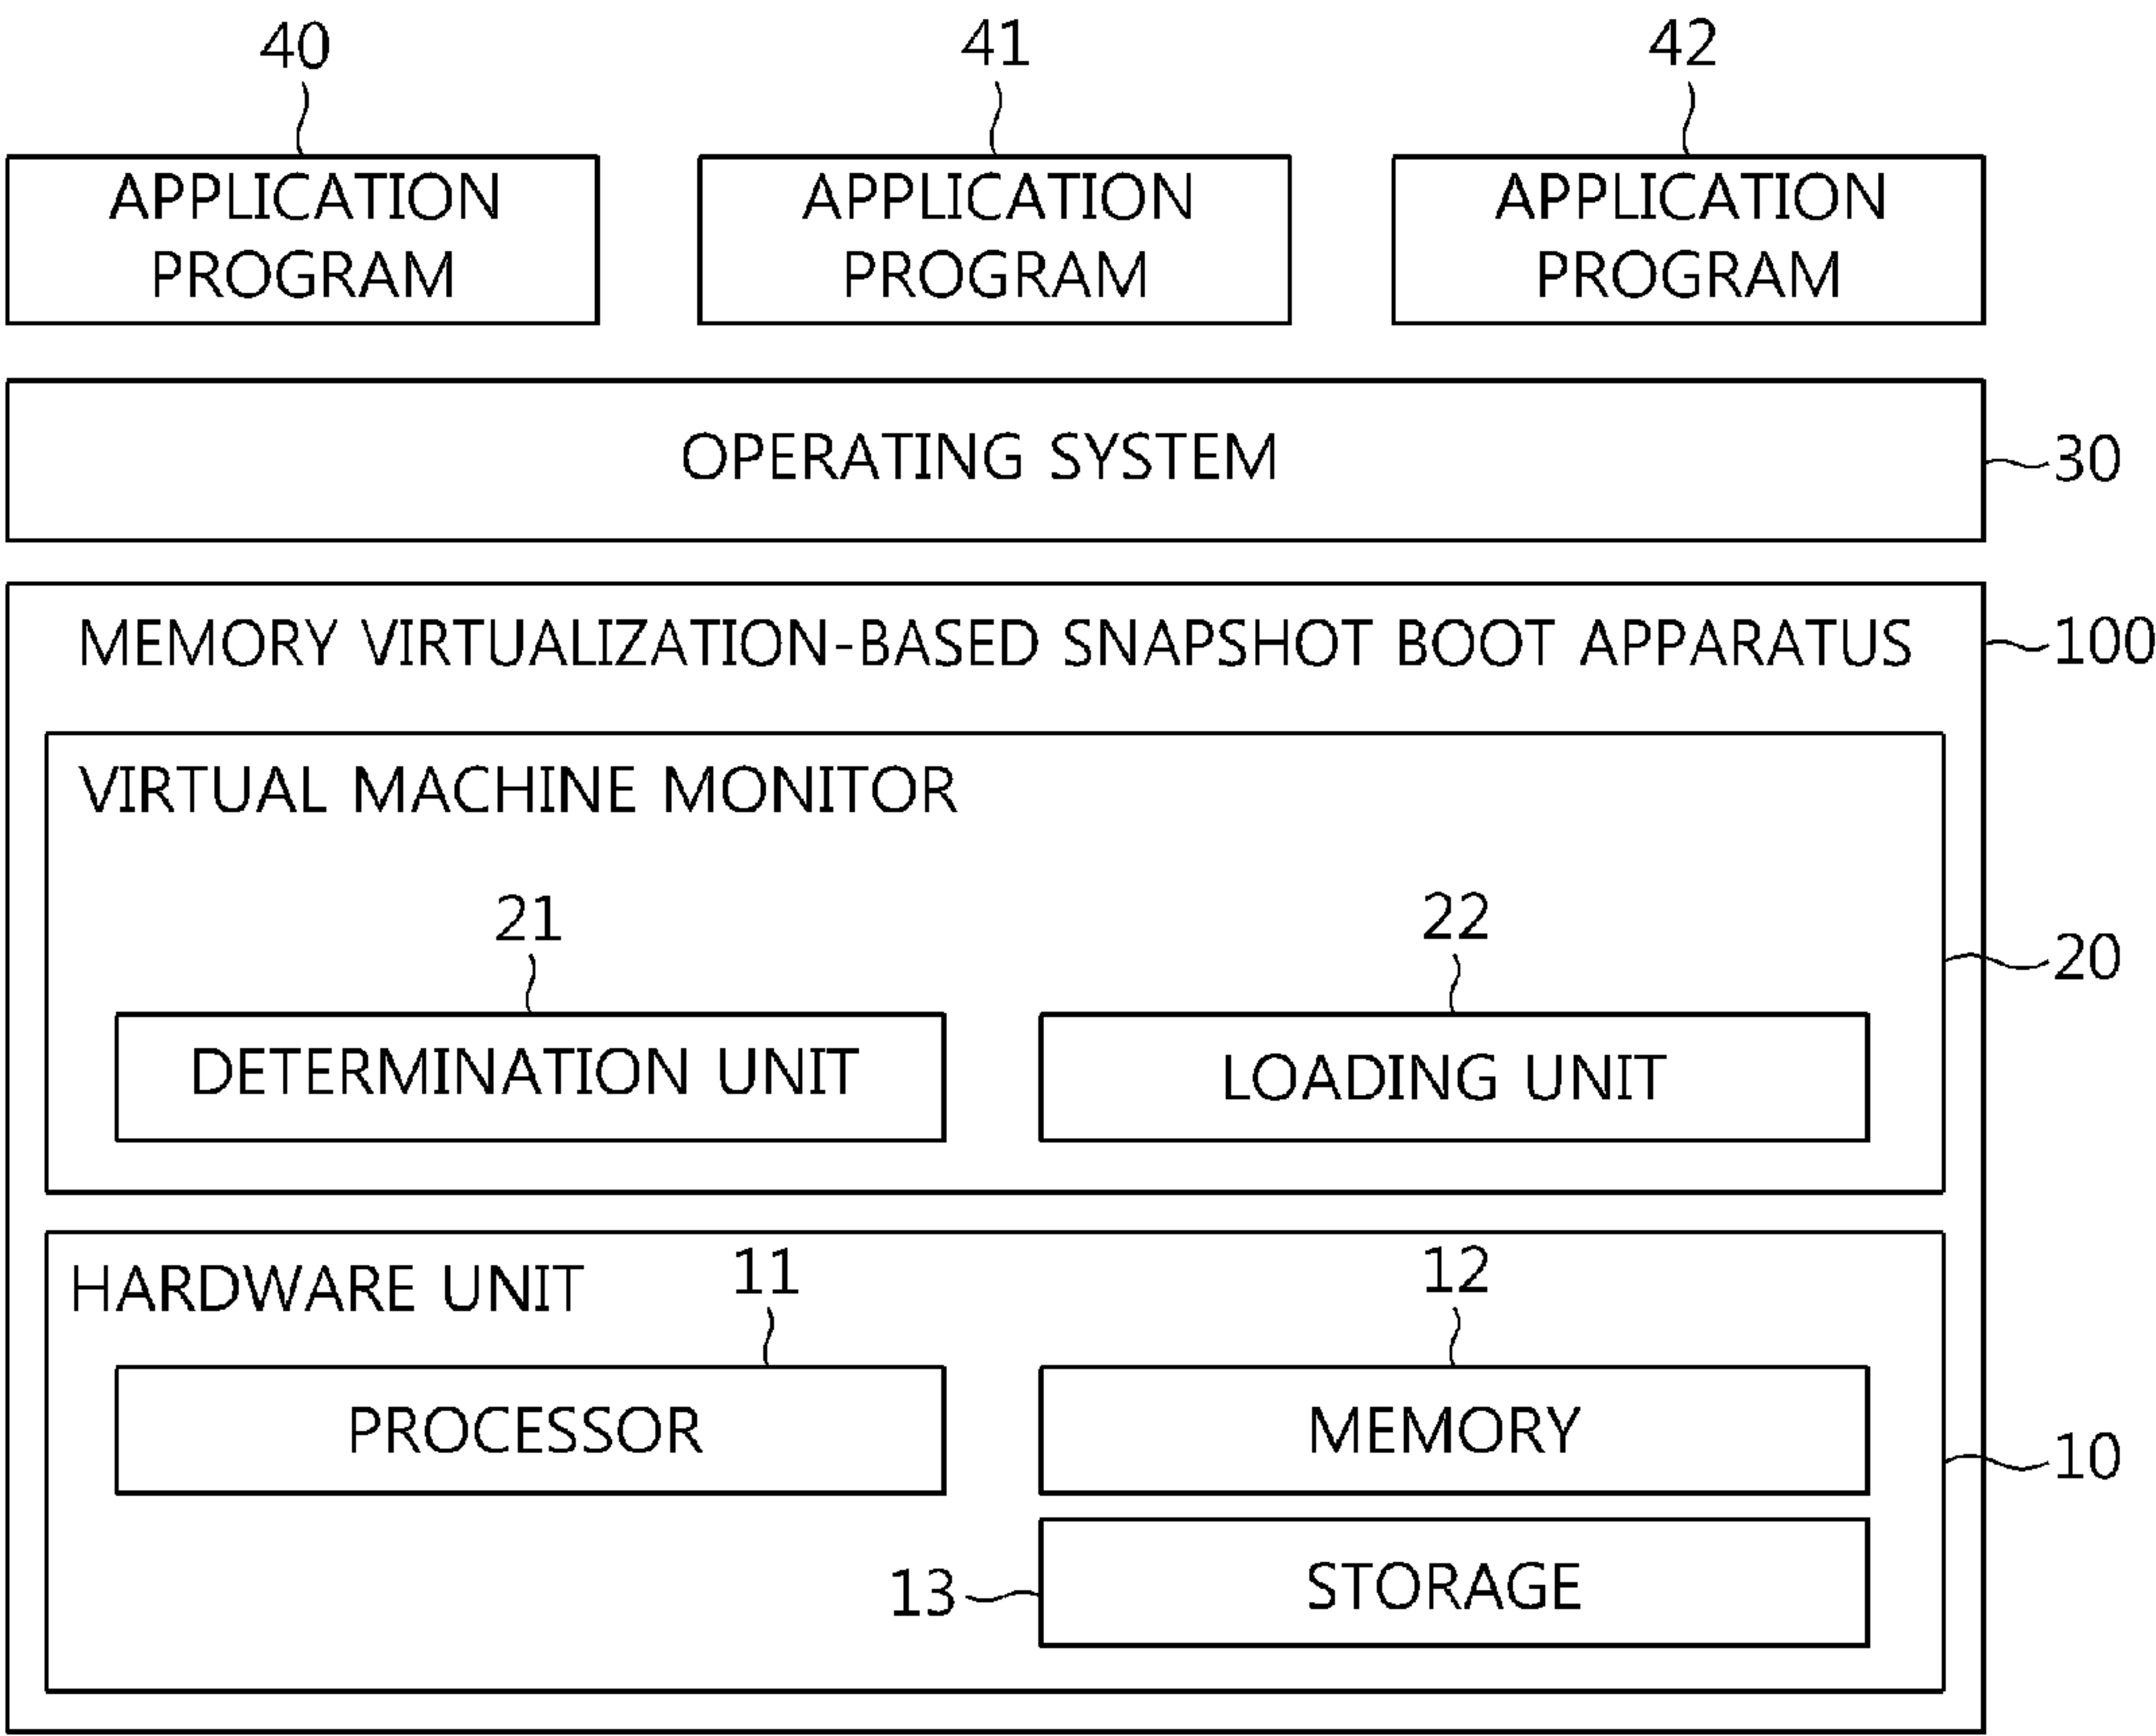 40 41 42
APPLICATION PROGRAM APPLICATION PROGRAM APPLICATION PROGRAM
OPERATING SYSTEM 30
MEMORY VIRTUALIZATION-BASED SNAPSHOT BOOT APPARATUS 100
VIRTUAL MACHINE MONITOR
21 22
20
DETERMINATION UNIT LOADING UNIT
HARDWARE UNIT 11 12
PROCESSOR MEMORY
10
13 STORAGE